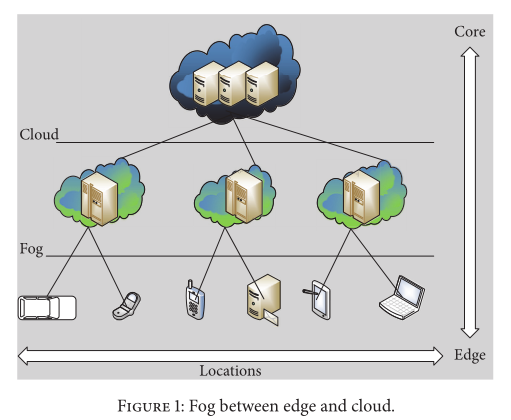 Core
Cloud
Fog
Edge
Locations
FIGURE 1: Fog between edge and cloud.